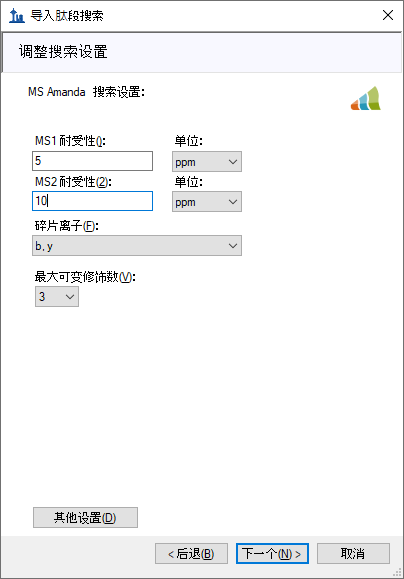 导入肽段搜索
调整搜索设置
MS Amanda 搜索设置:
MS1 耐受性(): 单位:
5 ppm
MS2 耐受性(2): 单位:
10 ppm
碎片离子(F):
b, y
最大可变修饰数(V):
3
其他设置(D)
< 后退(B) 下一个(N) > 取消